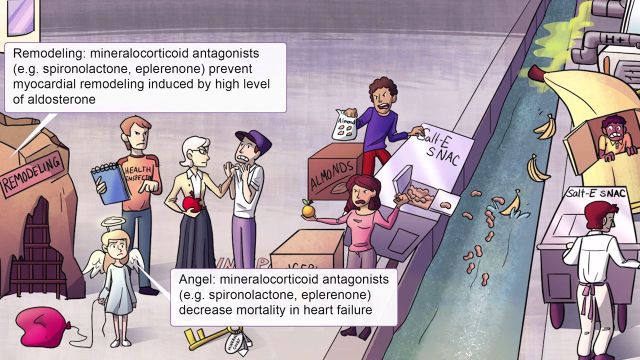 H+
Remodeling: mineralocorticoid antagonists
(e.g. spironolactone, eplerenone) prevent
myocardial remodeling induced by high level
of aldosterone
Almonds
Salt-E
SNAC
REMODELING
HEALTH
INSPECTOR
ALMONDS
Salt-E SNAC
Angel: mineralocorticoid antagonists
(e.g. spironolactone, eplerenone)
decrease mortality in heart failure